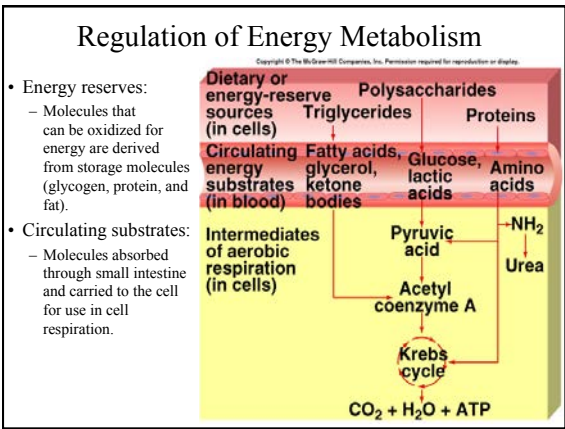 Regulation of Energy Metabolism
Copyright © The McGraw-Hill Companies, Inc. Permission required for reproduction or display.
• Energy reserves:
– Molecules that
can be oxidized for
energy are derived
from storage molecules
(glycogen, protein, and
fat).
• Circulating substrates:
– Molecules absorbed
through small intestine
and carried to the cell
for use in cell
respiration.
Dietary or
energy-reserve
sources
(in cells)
Triglycerides
Polysaccharides
Proteins
Circulating
energy
substrates
(in blood)
Fatty acids,
glycerol,
ketone
bodies
Glucose,
lactic
acids
Amino
acids
Intermediates
of aerobic
respiration
(in cells)
Pyruvic
acid
NH₂
Urea
Acetyl
coenzyme A
Krebs
cycle
CO₂ + H₂O + ATP